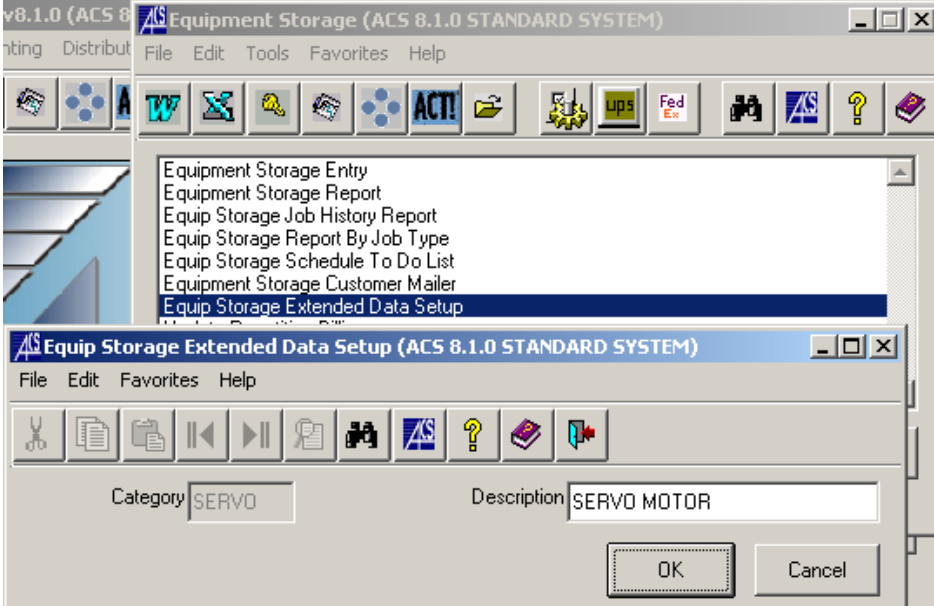 v8.1.0 (ACS 8
Equipment Storage (ACS 8.1.0 STANDARD SYSTEM)
nting Distribut
File Edit Tools Favorites Help
A
W X ACT! ups Fed Ex ACS ?
Equipment Storage Entry
Equipment Storage Report
Equip Storage Job History Report
Equip Storage Report By Job Type
Equip Storage Schedule To Do List
Equipment Storage Customer Mailer
Equip Storage Extended Data Setup
ACS Equip Storage Extended Data Setup (ACS 8.1.0 STANDARD SYSTEM)
File Edit Favorites Help
ACS ?
Category SERVO Description SERVO MOTOR
OK Cancel